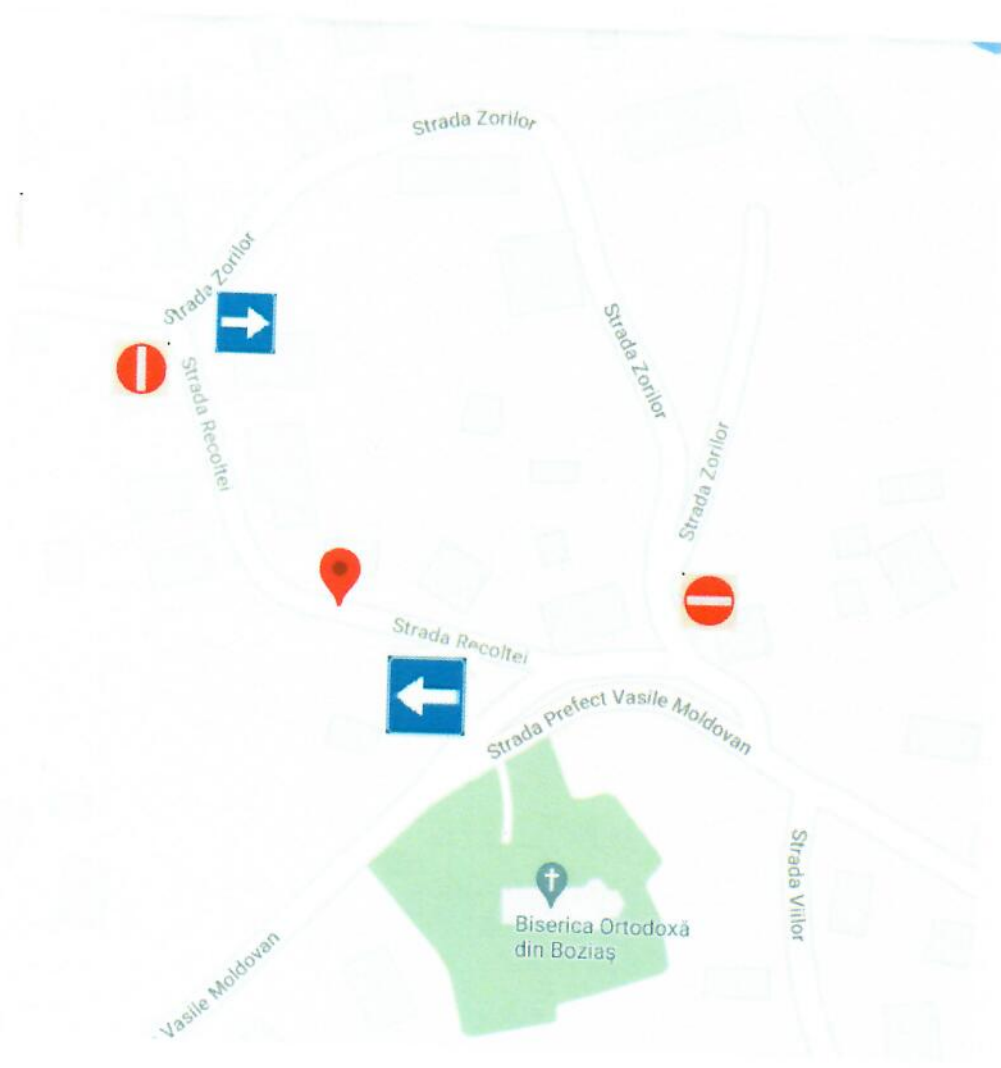 Strada Zorilor
Strada Zorilor
Strada Zorilor
Strada Recoltei
Strada Zorilor
Strada Recoltei
Strada Prefect Vasile Moldovan
Strada Viilor
Biserica Ortodoxă
din Boziaș
Vasile Moldovan